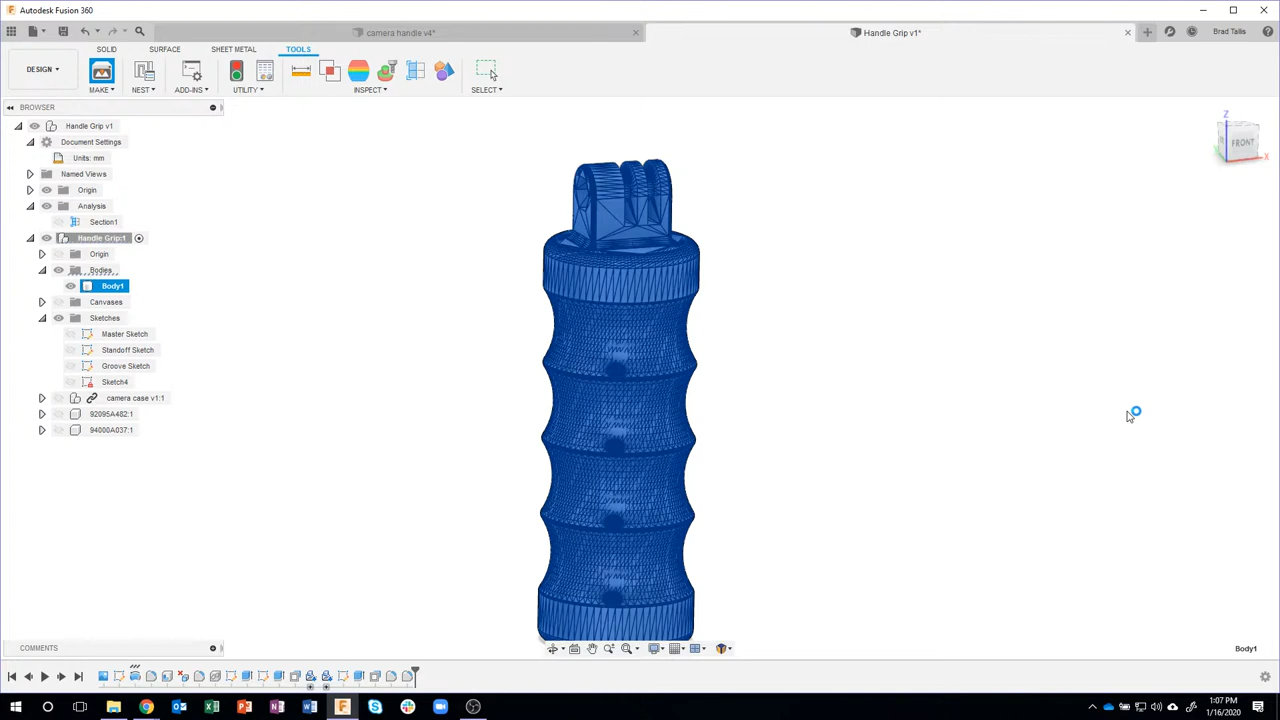 Autodesk Fusion 360
camera handle v4*
Handle Grip v1*
Brad Tallis
SOLID
SURFACE
SHEET METAL
TOOLS
DESIGN
MAKE
NEST
ADD-INS
UTILITY
INSPECT
SELECT
BROWSER
Handle Grip v1
Document Settings
Units: mm
Named Views
Origin
Analysis
Section1
Handle Grip:1
Origin
Bodies
Body1
Canvases
Sketches
Master Sketch
Standoff Sketch
Groove Sketch
Sketch4
camera case v1:1
92095A482:1
94000A037:1
Z
FRONT
X
COMMENTS
Body1
1:07 PM
1/16/2020